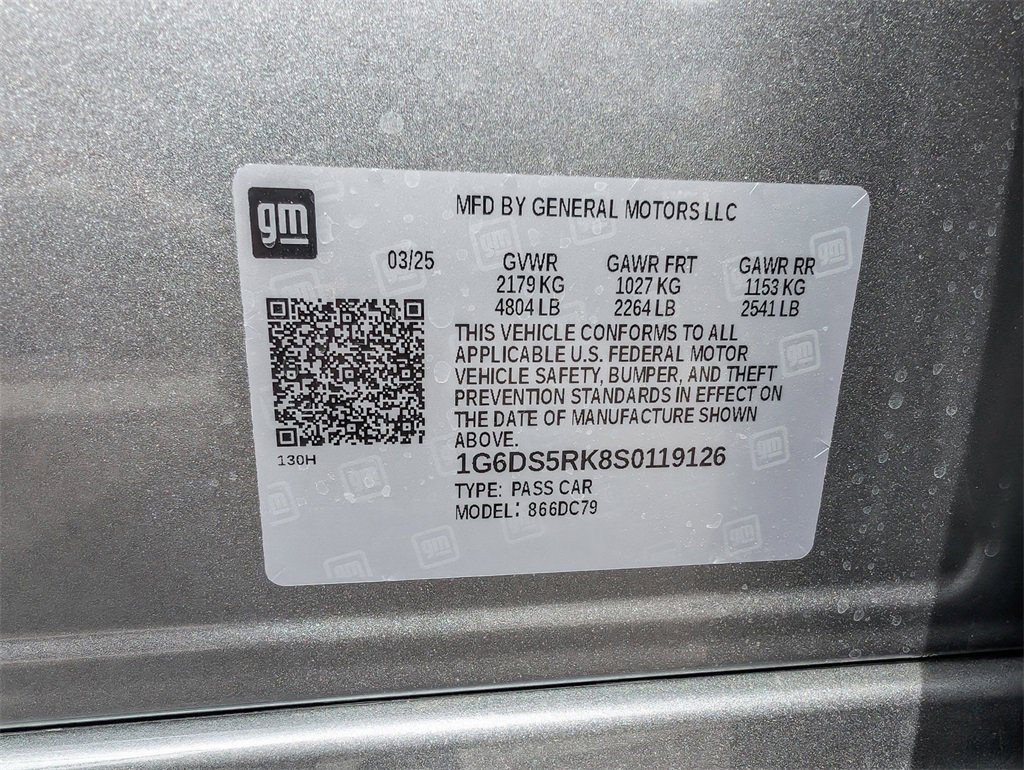 gm
MFD BY GENERAL MOTORS LLC
03/25
GVWR GAWR FRT GAWR RR
2179 KG 1027 KG 1153 KG
4804 LB 2264 LB 2541 LB
THIS VEHICLE CONFORMS TO ALL
APPLICABLE U.S. FEDERAL MOTOR
VEHICLE SAFETY, BUMPER, AND THEFT
PREVENTION STANDARDS IN EFFECT ON
THE DATE OF MANUFACTURE SHOWN
ABOVE.
130H
1G6DS5RK8S0119126
TYPE: PASS CAR
MODEL: 866DC79